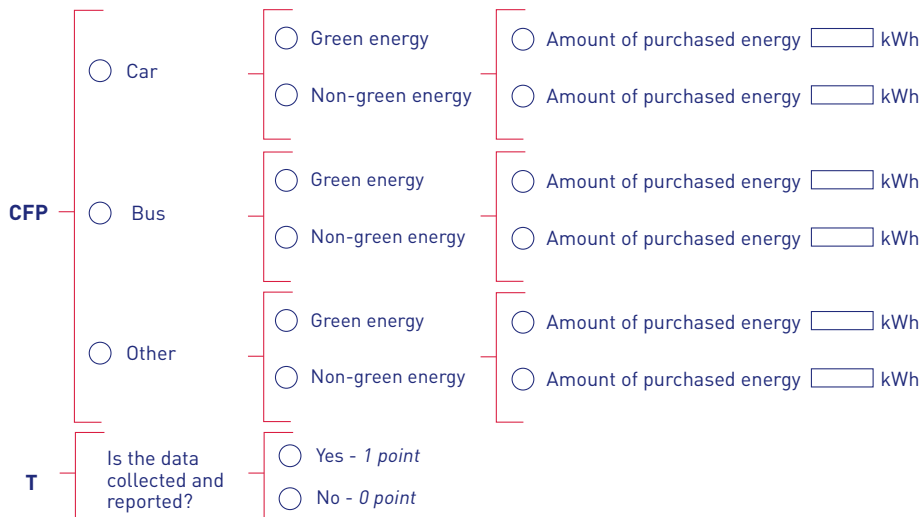 CFP
Car
Green energy
Amount of purchased energy kWh
Non-green energy
Amount of purchased energy kWh
Bus
Green energy
Amount of purchased energy kWh
Non-green energy
Amount of purchased energy kWh
Other
Green energy
Amount of purchased energy kWh
Non-green energy
Amount of purchased energy kWh
T
Is the data
collected and
reported?
Yes - 1 point
No - 0 point